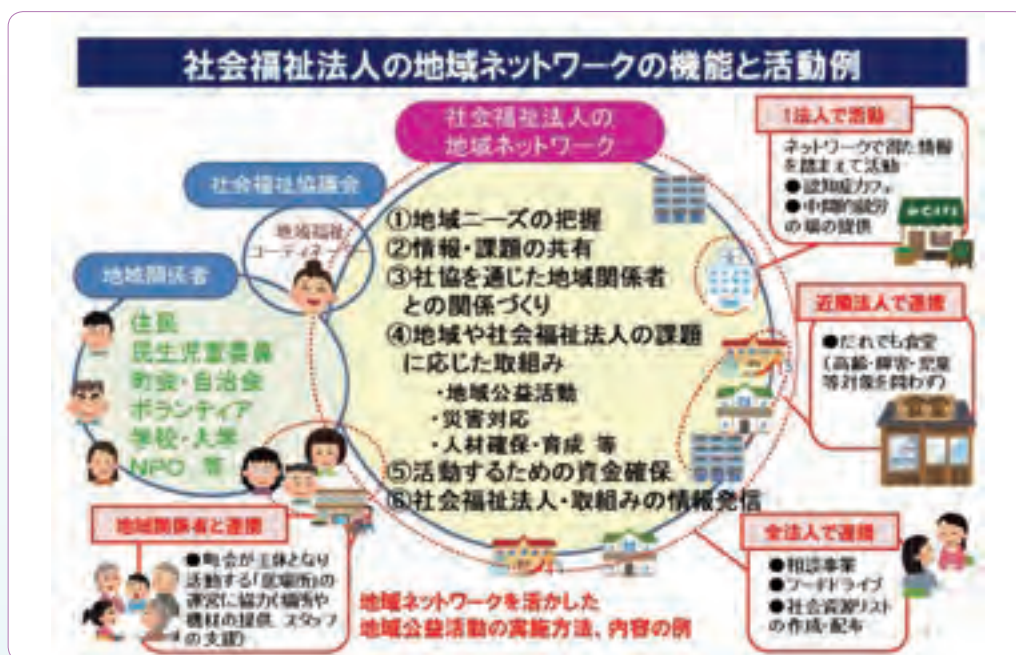 社会福祉法人の地域ネットワークの機能と活動例
社会福祉法人の
地域ネットワーク
社会福祉協議会
地域福祉
コーディネーター
地域関係者
住民
民生児童委員
町会・自治会
ボランティア
学校・大学
NPO 等
①地域ニーズの把握
②情報・課題の共有
③社協を通じた地域関係者
との関係づくり
④地域や社会福祉法人の課題
に応じた取組み
・地域公益活動
・災害対応
・人材確保・育成 等
⑤活動するための資金確保
⑥社会福祉法人・取組みの情報発信
1法人で活動
ネットワークで得た情報
を踏まえて活動
●認知症カフェ
●中間的就労
の場の提供
CAFE
近隣法人で連携
●だれでも食堂
(高齢・障害・児童
等対象を問わず)
食堂
全法人で連携
●相談事業
●フードドライブ
●社会資源リスト
の作成・配布
地域関係者と連携
●町会が主体となり
活動する「居場所」の
運営に協力(場所や
機材の提供、スタッフ
の支援)
地域ネットワークを活かした
地域公益活動の実施方法、内容の例